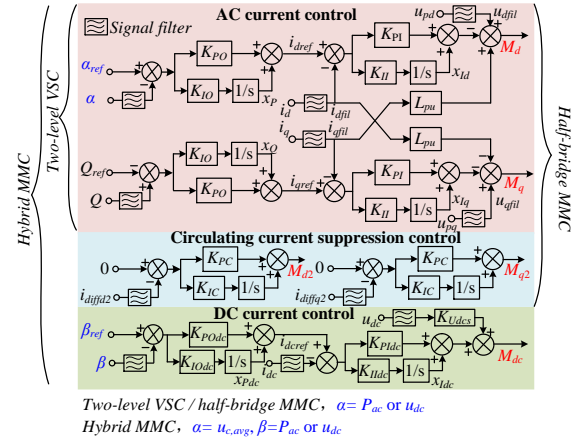 AC current control
Signal filter
α_ref
α
K_PO
K_IO
1/s
x_P
i_dref
K_PI
K_II
1/s
x_Id
u_pd
u_dfil
M_d
i_d
i_dfil
i_q
i_qfil
L_pu
L_pu
Q_ref
Q
K_IO
1/s
x_Q
K_PO
i_qref
K_PI
K_II
1/s
x_Iq
u_pq
u_qfil
M_q
Circulating current suppression control
0
i_diffd2
K_PC
K_IC
1/s
M_d2
0
i_diffq2
K_PC
K_IC
1/s
M_q2
DC current control
β_ref
β
K_POdc
K_IOdc
1/s
x_Pdc
i_dcref
i_dc
u_dc
K_Udcs
K_PIdc
K_IIdc
1/s
x_Idc
M_dc
Hybrid MMC
Two-level VSC
Half-bridge MMC
Two-level VSC / half-bridge MMC，α= P_ac or u_dc
Hybrid MMC，α= u_c,avg, β=P_ac or u_dc